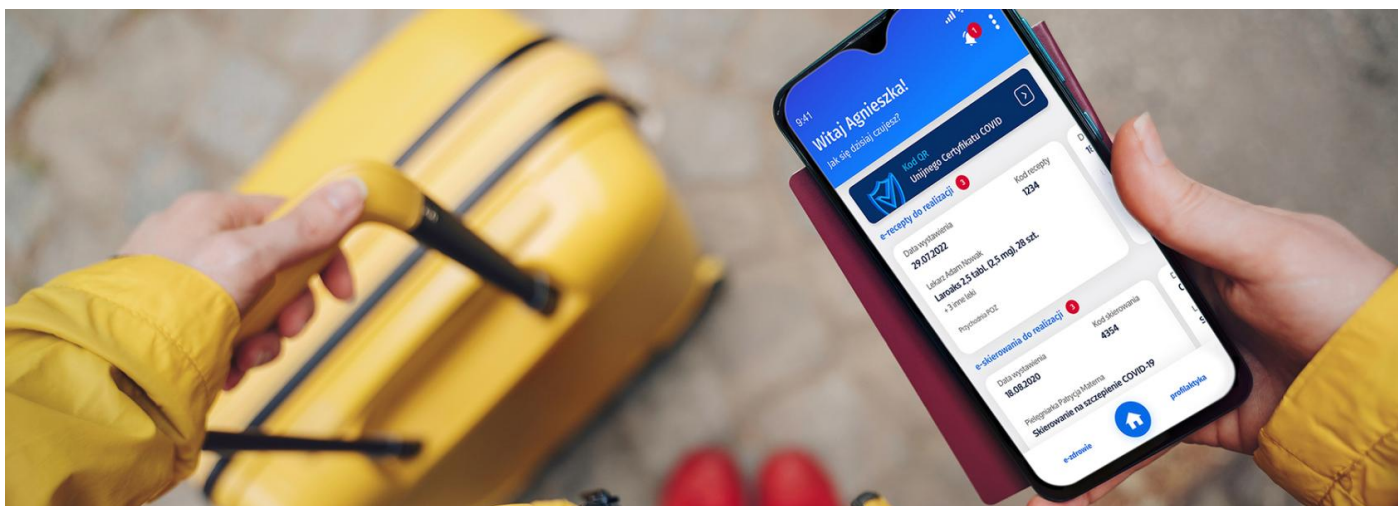 9:41
1
Witaj Agnieszka!
Jak się dzisiaj czujesz?
Kod QR
Unijnego Certyfikatu COVID
e-recepty do realizacji 3
Data wystawienia
Kod recepty
29.07.2022
1234
Lekarz Adam Nowak
Laroaks 2,5 tabl. (2,5 mg), 28 szt.
+ 3 inne leki
Przychodnia POZ
e-skierowania do realizacji 3
Data wystawienia
Kod skierowania
18.08.2020
4354
Pielęgniarka Patrycja Materna
Skierowanie na szczepienie COVID-19
e-zdrowie
profilaktyka